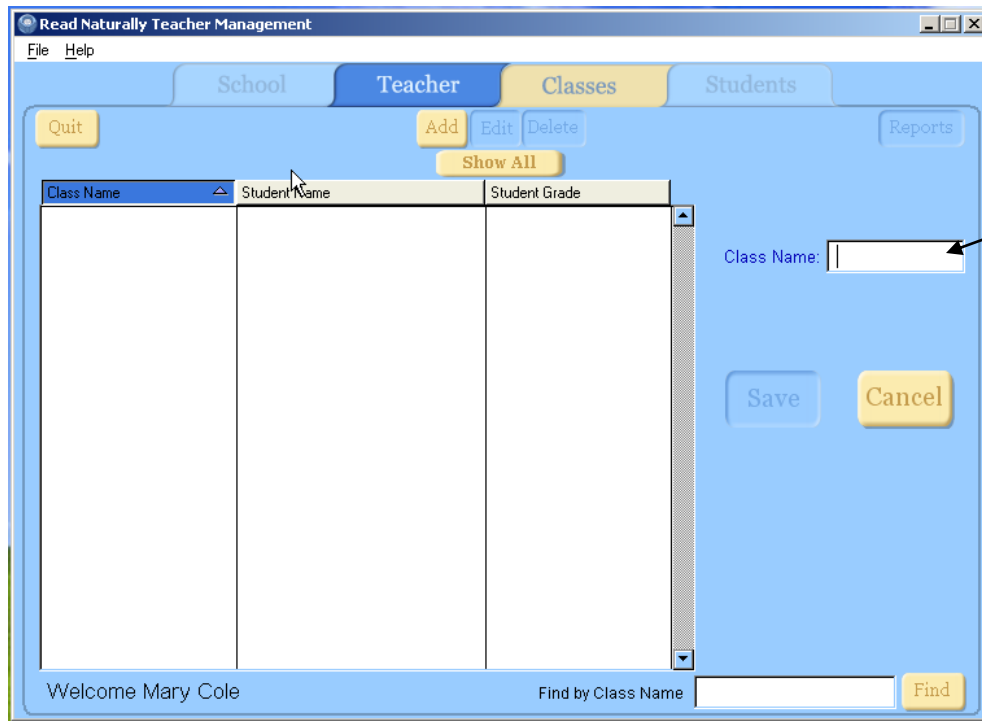 Read Naturally Teacher Management
File Help
School Teacher Classes Students
Quit Add Edit Delete Reports
Show All
Class Name Student Name Student Grade
Class Name:
Save Cancel
Welcome Mary Cole Find by Class Name Find